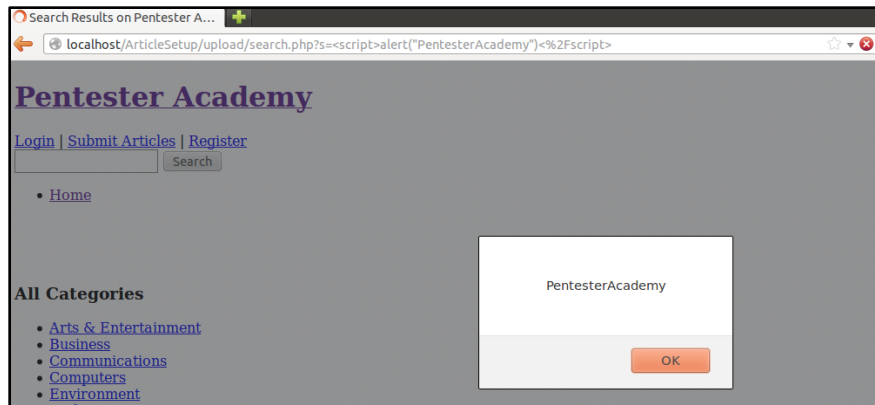 Search Results on Pentester A...
localhost/ArticleSetup/upload/search.php?s=<script>alert("PentesterAcademy")<%2Fscript>
Pentester Academy
Login | Submit Articles | Register
Search
• Home
PentesterAcademy
OK
All Categories
• Arts & Entertainment
• Business
• Communications
• Computers
• Environment